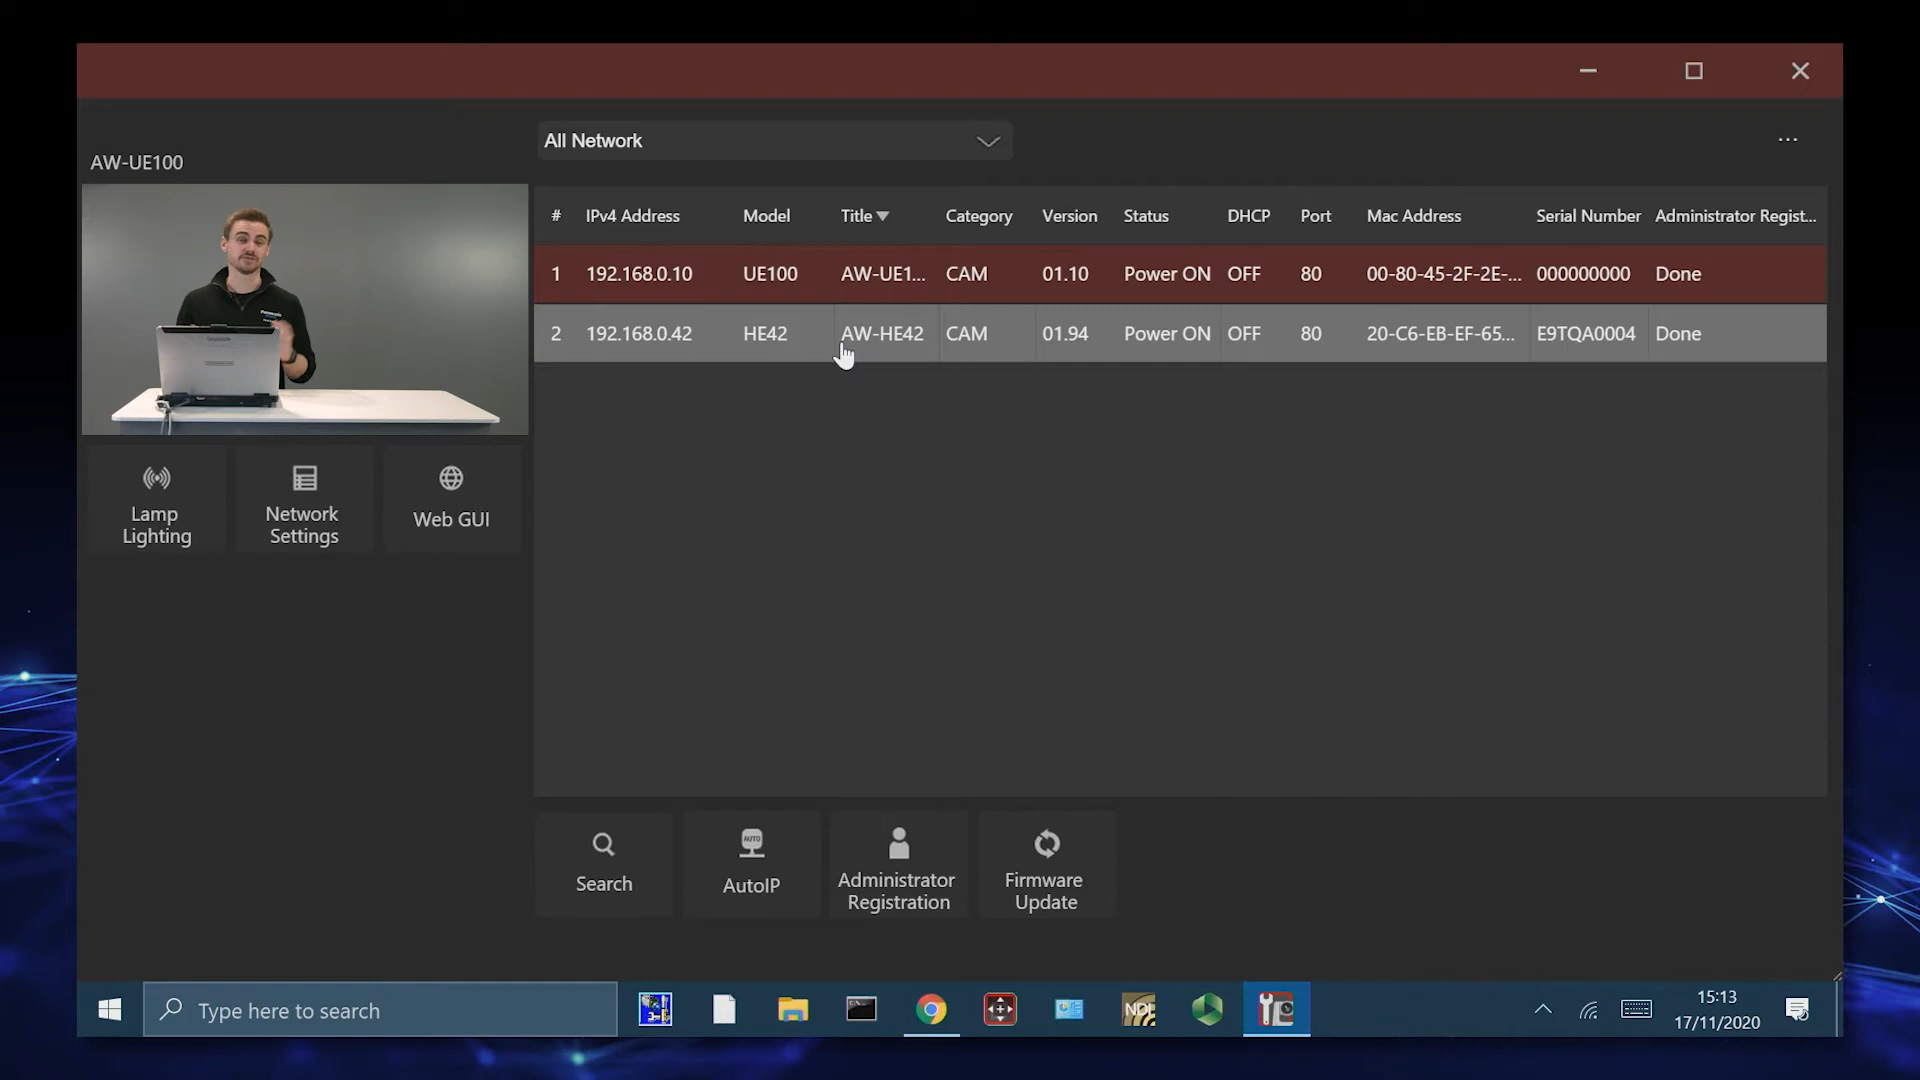 All Network
...
AW-UE100
# IPv4 Address Model Title Category Version Status DHCP Port Mac Address Serial Number Administrator Regist...
1 192.168.0.10 UE100 AW-UE1... CAM 01.10 Power ON OFF 80 00-80-45-2F-2E-... 000000000 Done
2 192.168.0.42 HE42 AW-HE42 CAM 01.94 Power ON OFF 80 20-C6-EB-EF-65... E9TQA0004 Done
Lamp
Lighting
Network
Settings
Web GUI
Search
AUTO
AutoIP
Administrator
Registration
Firmware
Update
Type here to search
NDI
15:13
17/11/2020